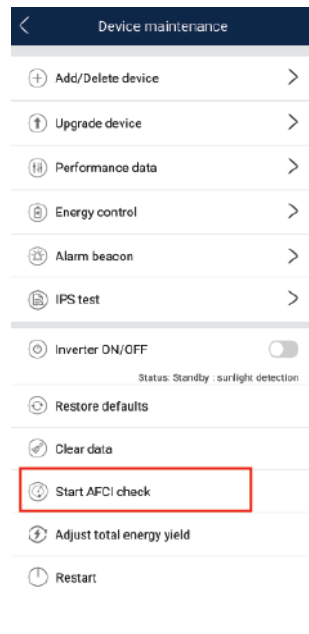 Device maintenance
Add/Delete device
Upgrade device
Performance data
Energy control
Alarm beacon
IPS test
Inverter ON/OFF
Status: Standby : sunlight detection
Restore defaults
Clear data
Start AFCI check
Adjust total energy yield
Restart